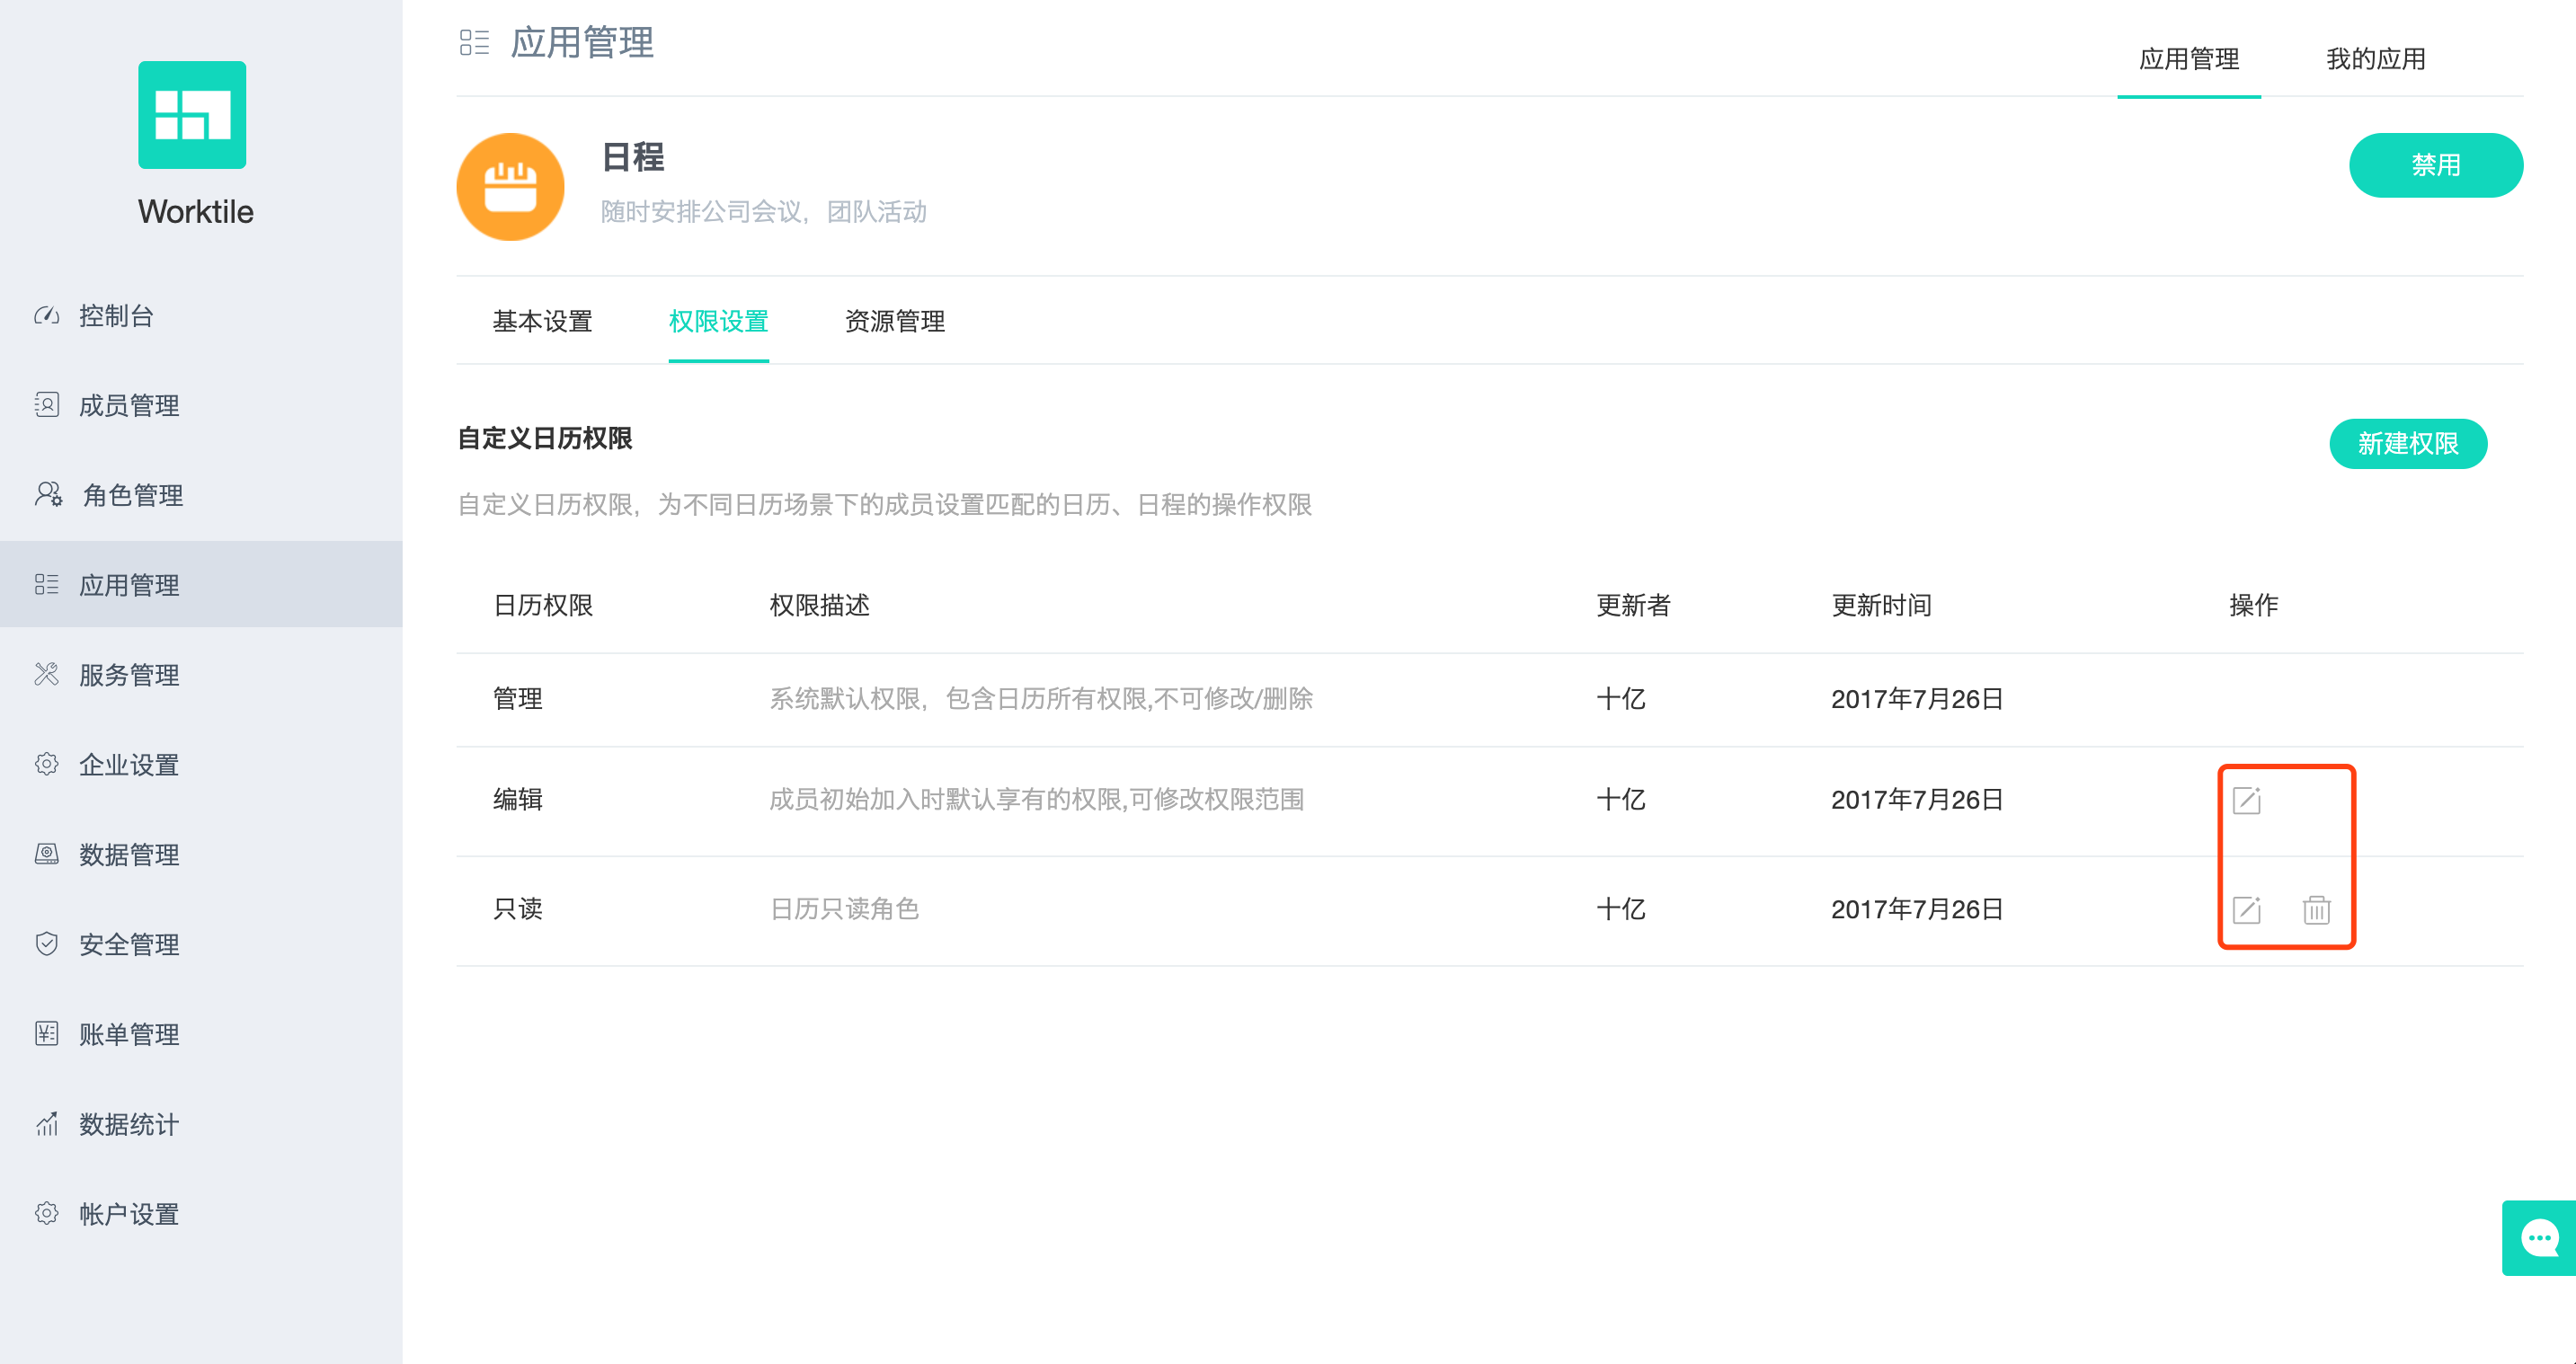 应用管理
应用管理
我的应用
Worktile
控制台
成员管理
角色管理
应用管理
服务管理
企业设置
数据管理
安全管理
账单管理
数据统计
帐户设置
日程
随时安排公司会议，团队活动
禁用
基本设置
权限设置
资源管理
自定义日历权限
新建权限
自定义日历权限，为不同日历场景下的成员设置匹配的日历、日程的操作权限
日历权限 权限描述 更新者 更新时间 操作
管理 系统默认权限，包含日历所有权限,不可修改/删除 十亿 2017年7月26日
编辑 成员初始加入时默认享有的权限,可修改权限范围 十亿 2017年7月26日
只读 日历只读角色 十亿 2017年7月26日